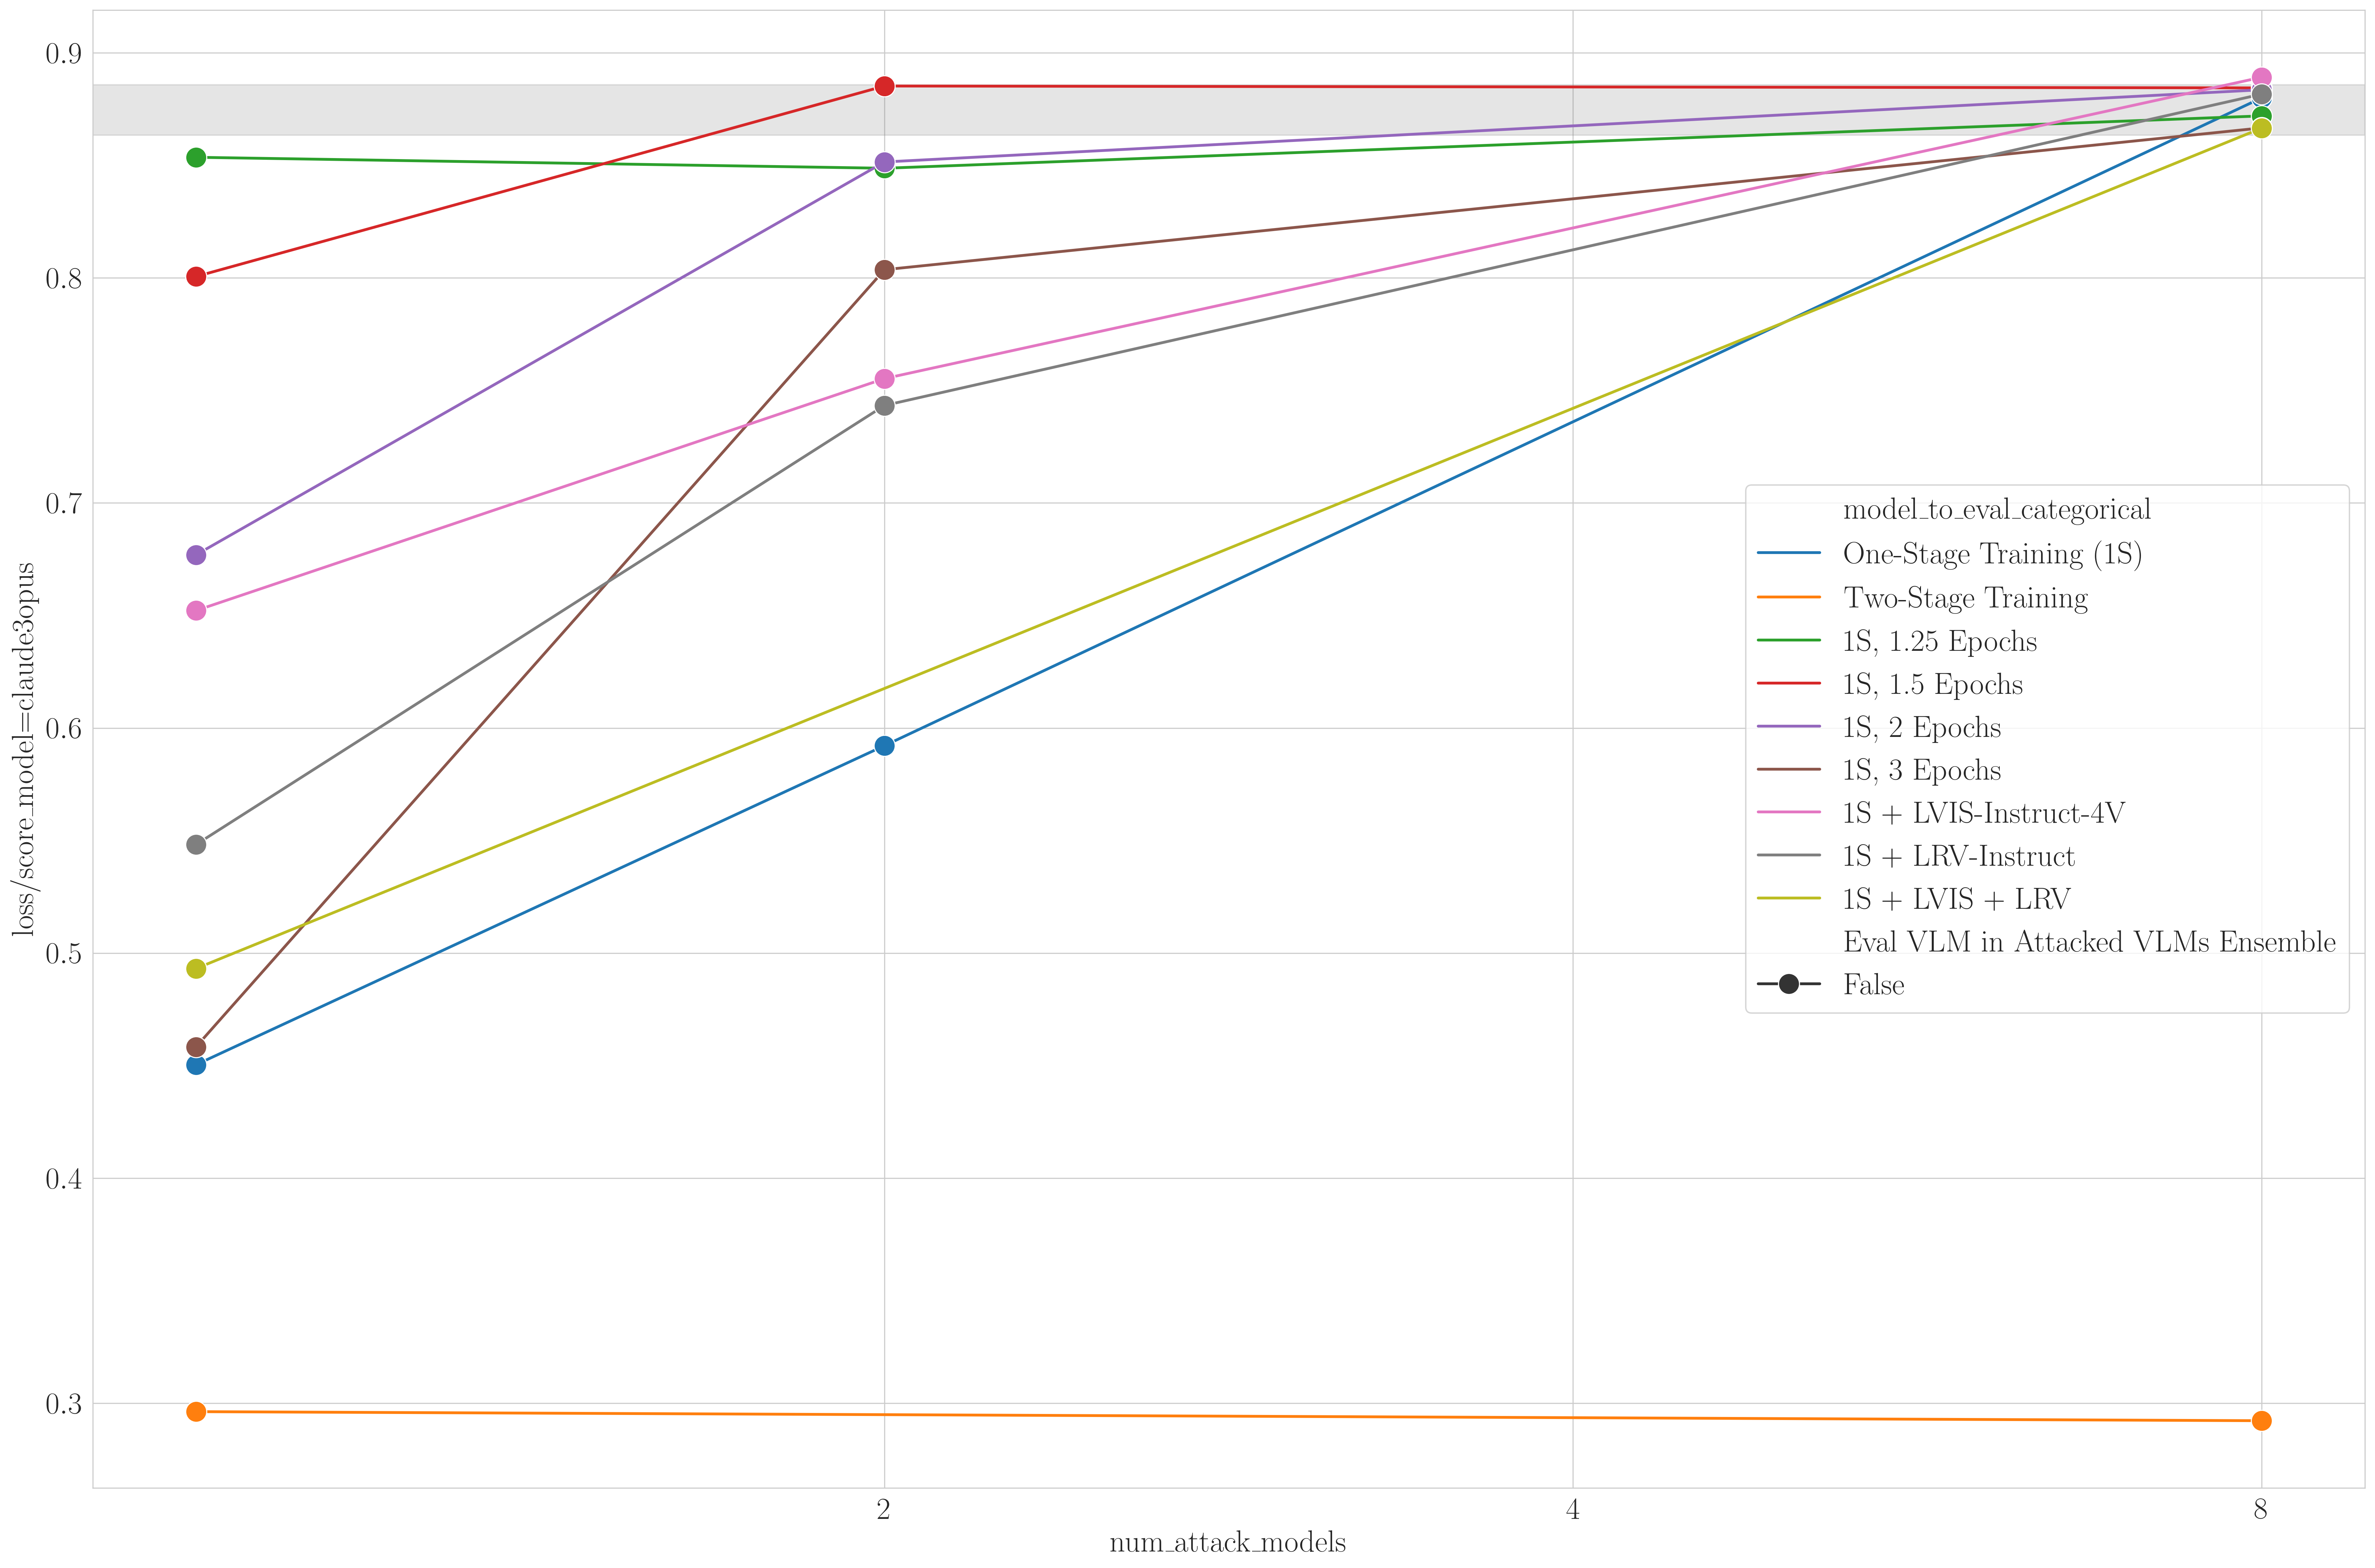 0.9
0.8
0.7
0.6
0.5
0.4
0.3
loss/score_model=claude3opus
2
4
8
num_attack_models
model_to_eval_categorical
One-Stage Training (1S)
Two-Stage Training
1S, 1.25 Epochs
1S, 1.5 Epochs
1S, 2 Epochs
1S, 3 Epochs
1S + LVIS-Instruct-4V
1S + LRV-Instruct
1S + LVIS + LRV
Eval VLM in Attacked VLMs Ensemble
False